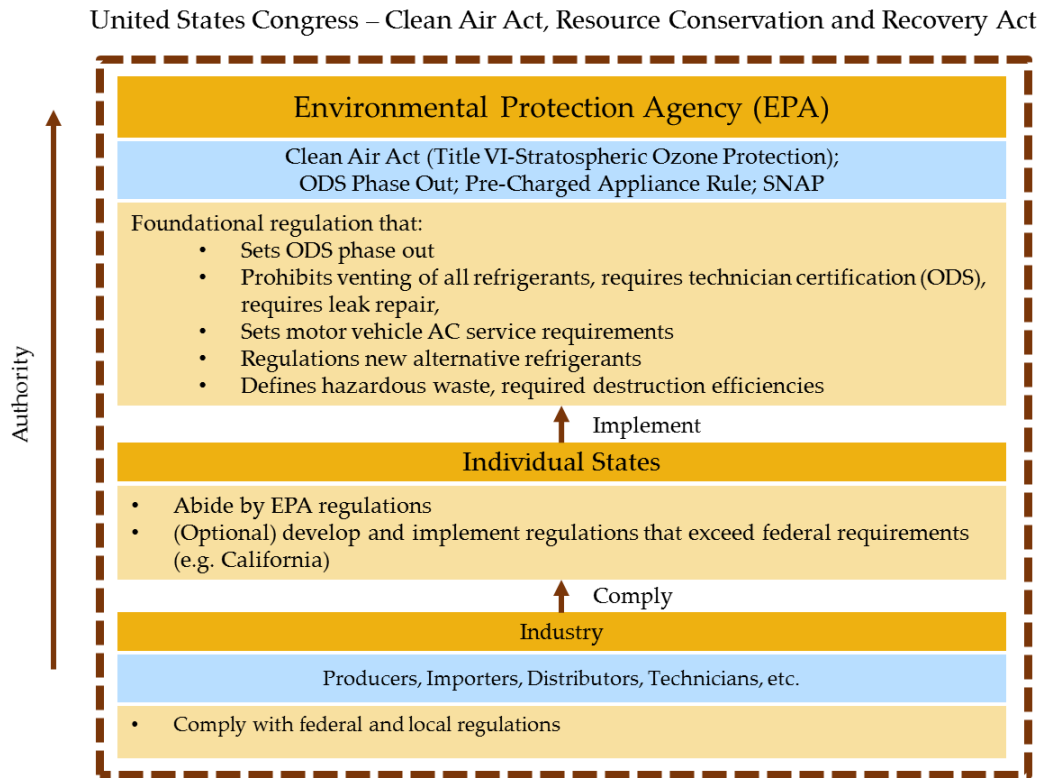 United States Congress – Clean Air Act, Resource Conservation and Recovery Act
Environmental Protection Agency (EPA)
Clean Air Act (Title VI-Stratospheric Ozone Protection);
ODS Phase Out; Pre-Charged Appliance Rule; SNAP
Foundational regulation that:
• Sets ODS phase out
• Prohibits venting of all refrigerants, requires technician certification (ODS),
requires leak repair,
• Sets motor vehicle AC service requirements
• Regulations new alternative refrigerants
• Defines hazardous waste, required destruction efficiencies
Authority
Implement
Individual States
• Abide by EPA regulations
• (Optional) develop and implement regulations that exceed federal requirements
(e.g. California)
Comply
Industry
Producers, Importers, Distributors, Technicians, etc.
• Comply with federal and local regulations